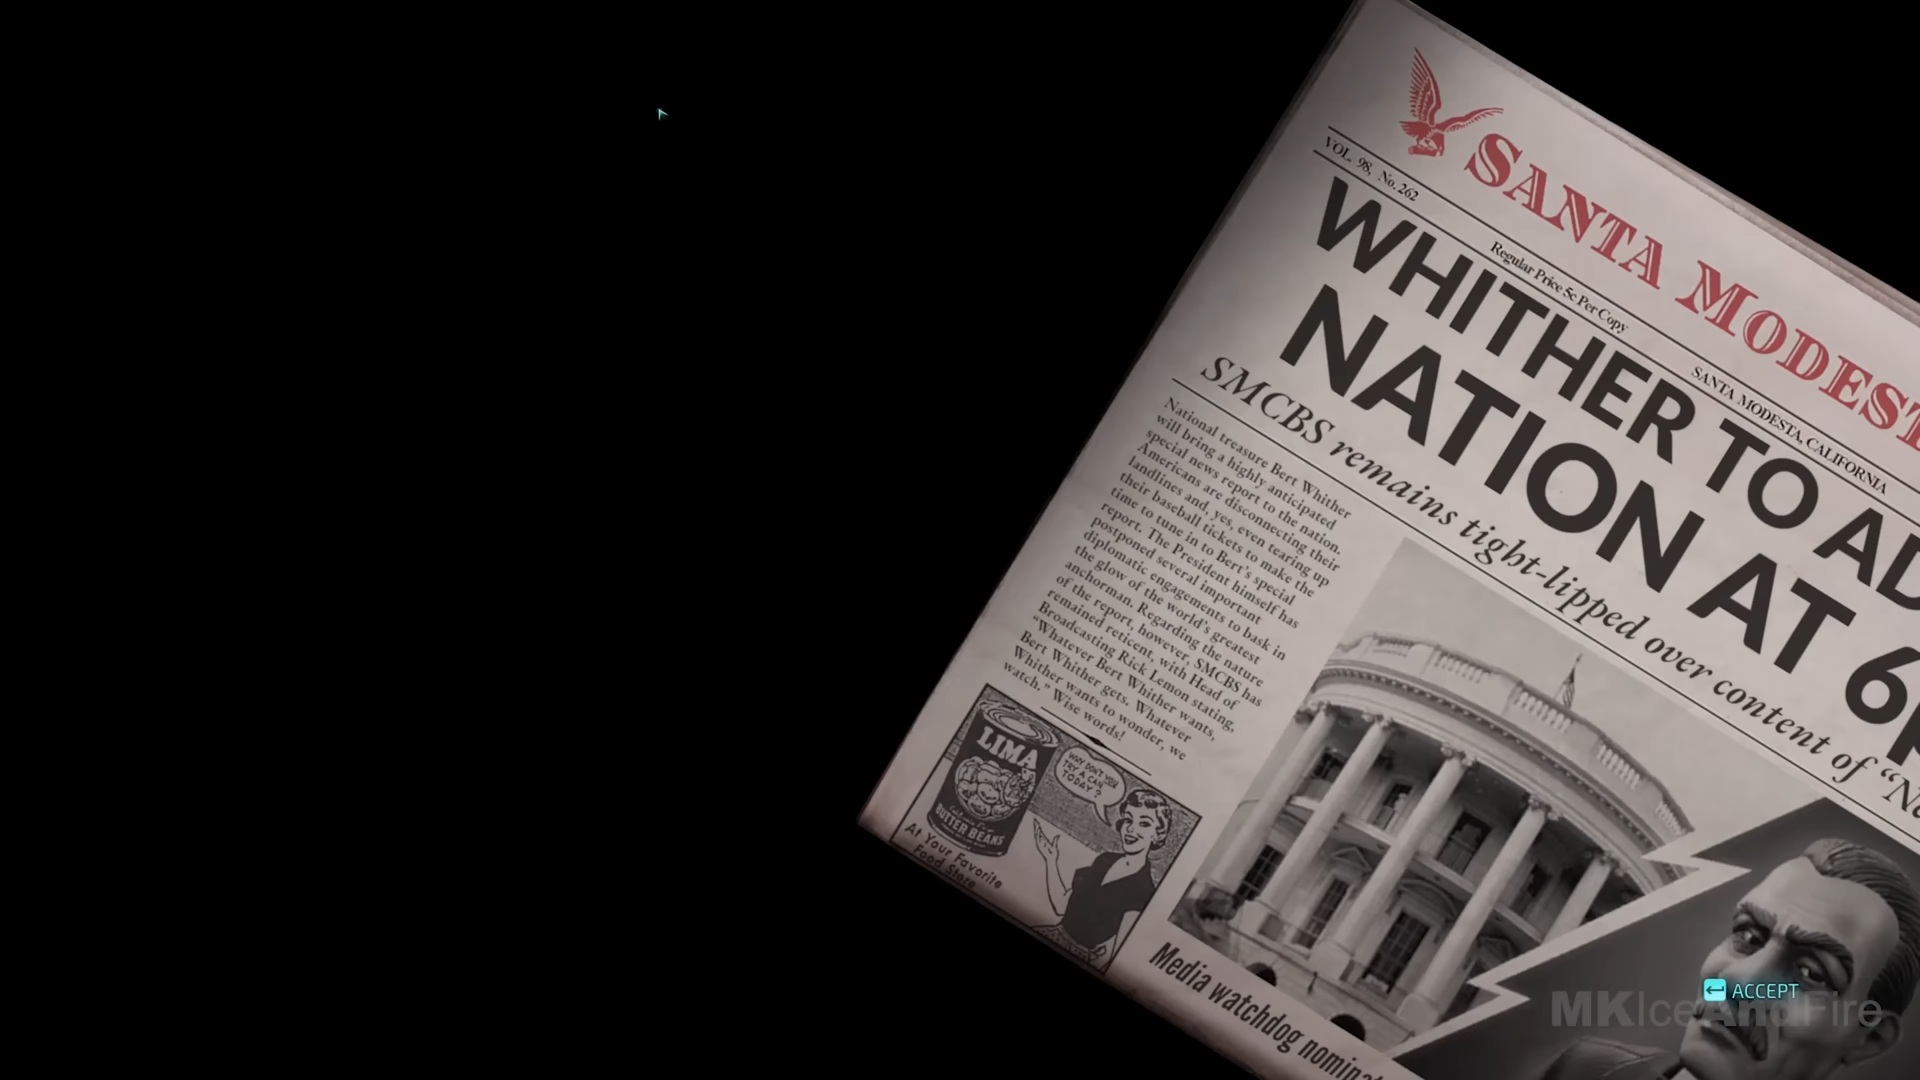 SANTA MODEST
VOL. 98, No. 262
Regular Price 5c Per Copy
SANTA MODESTA, CALIFORNIA
WHITHER TO AD
NATION AT 6P
SMCBS remains tight-lipped over content of “Ne
National treasure Bert Whither
will bring a highly anticipated
special news report to the nation.
Americans are disconnecting their
landlines and, yes, even tearing up
their baseball tickets to make the
time to tune in to Bert's special
report. The President himself has
postponed several important
diplomatic engagements to bask in
the glow of the world's greatest
anchorman. Regarding the nature
of the report, however, SMCBS has
remained reticent, with Head of
Broadcasting Rick Lemon stating,
“Whatever Bert Whither wants,
Bert Whither gets. Whatever
Whither wants to wonder, we
watch.” Wise words!
LIMA
BUTTER BEANS
WHY DON'T YOU
TRY A CAN
TODAY?
At Your Favorite
Food Store
Media watchdog nominat
ACCEPT
MKIceAndFire